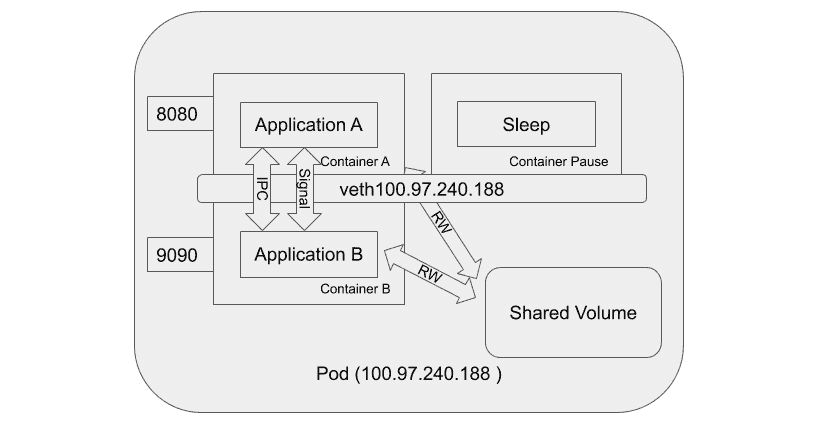 8080
Application A
Container A
Sleep
Container Pause
IPC
Signal
veth100.97.240.188
RW
9090
Application B
Container B
RW
Shared Volume
Pod (100.97.240.188 )